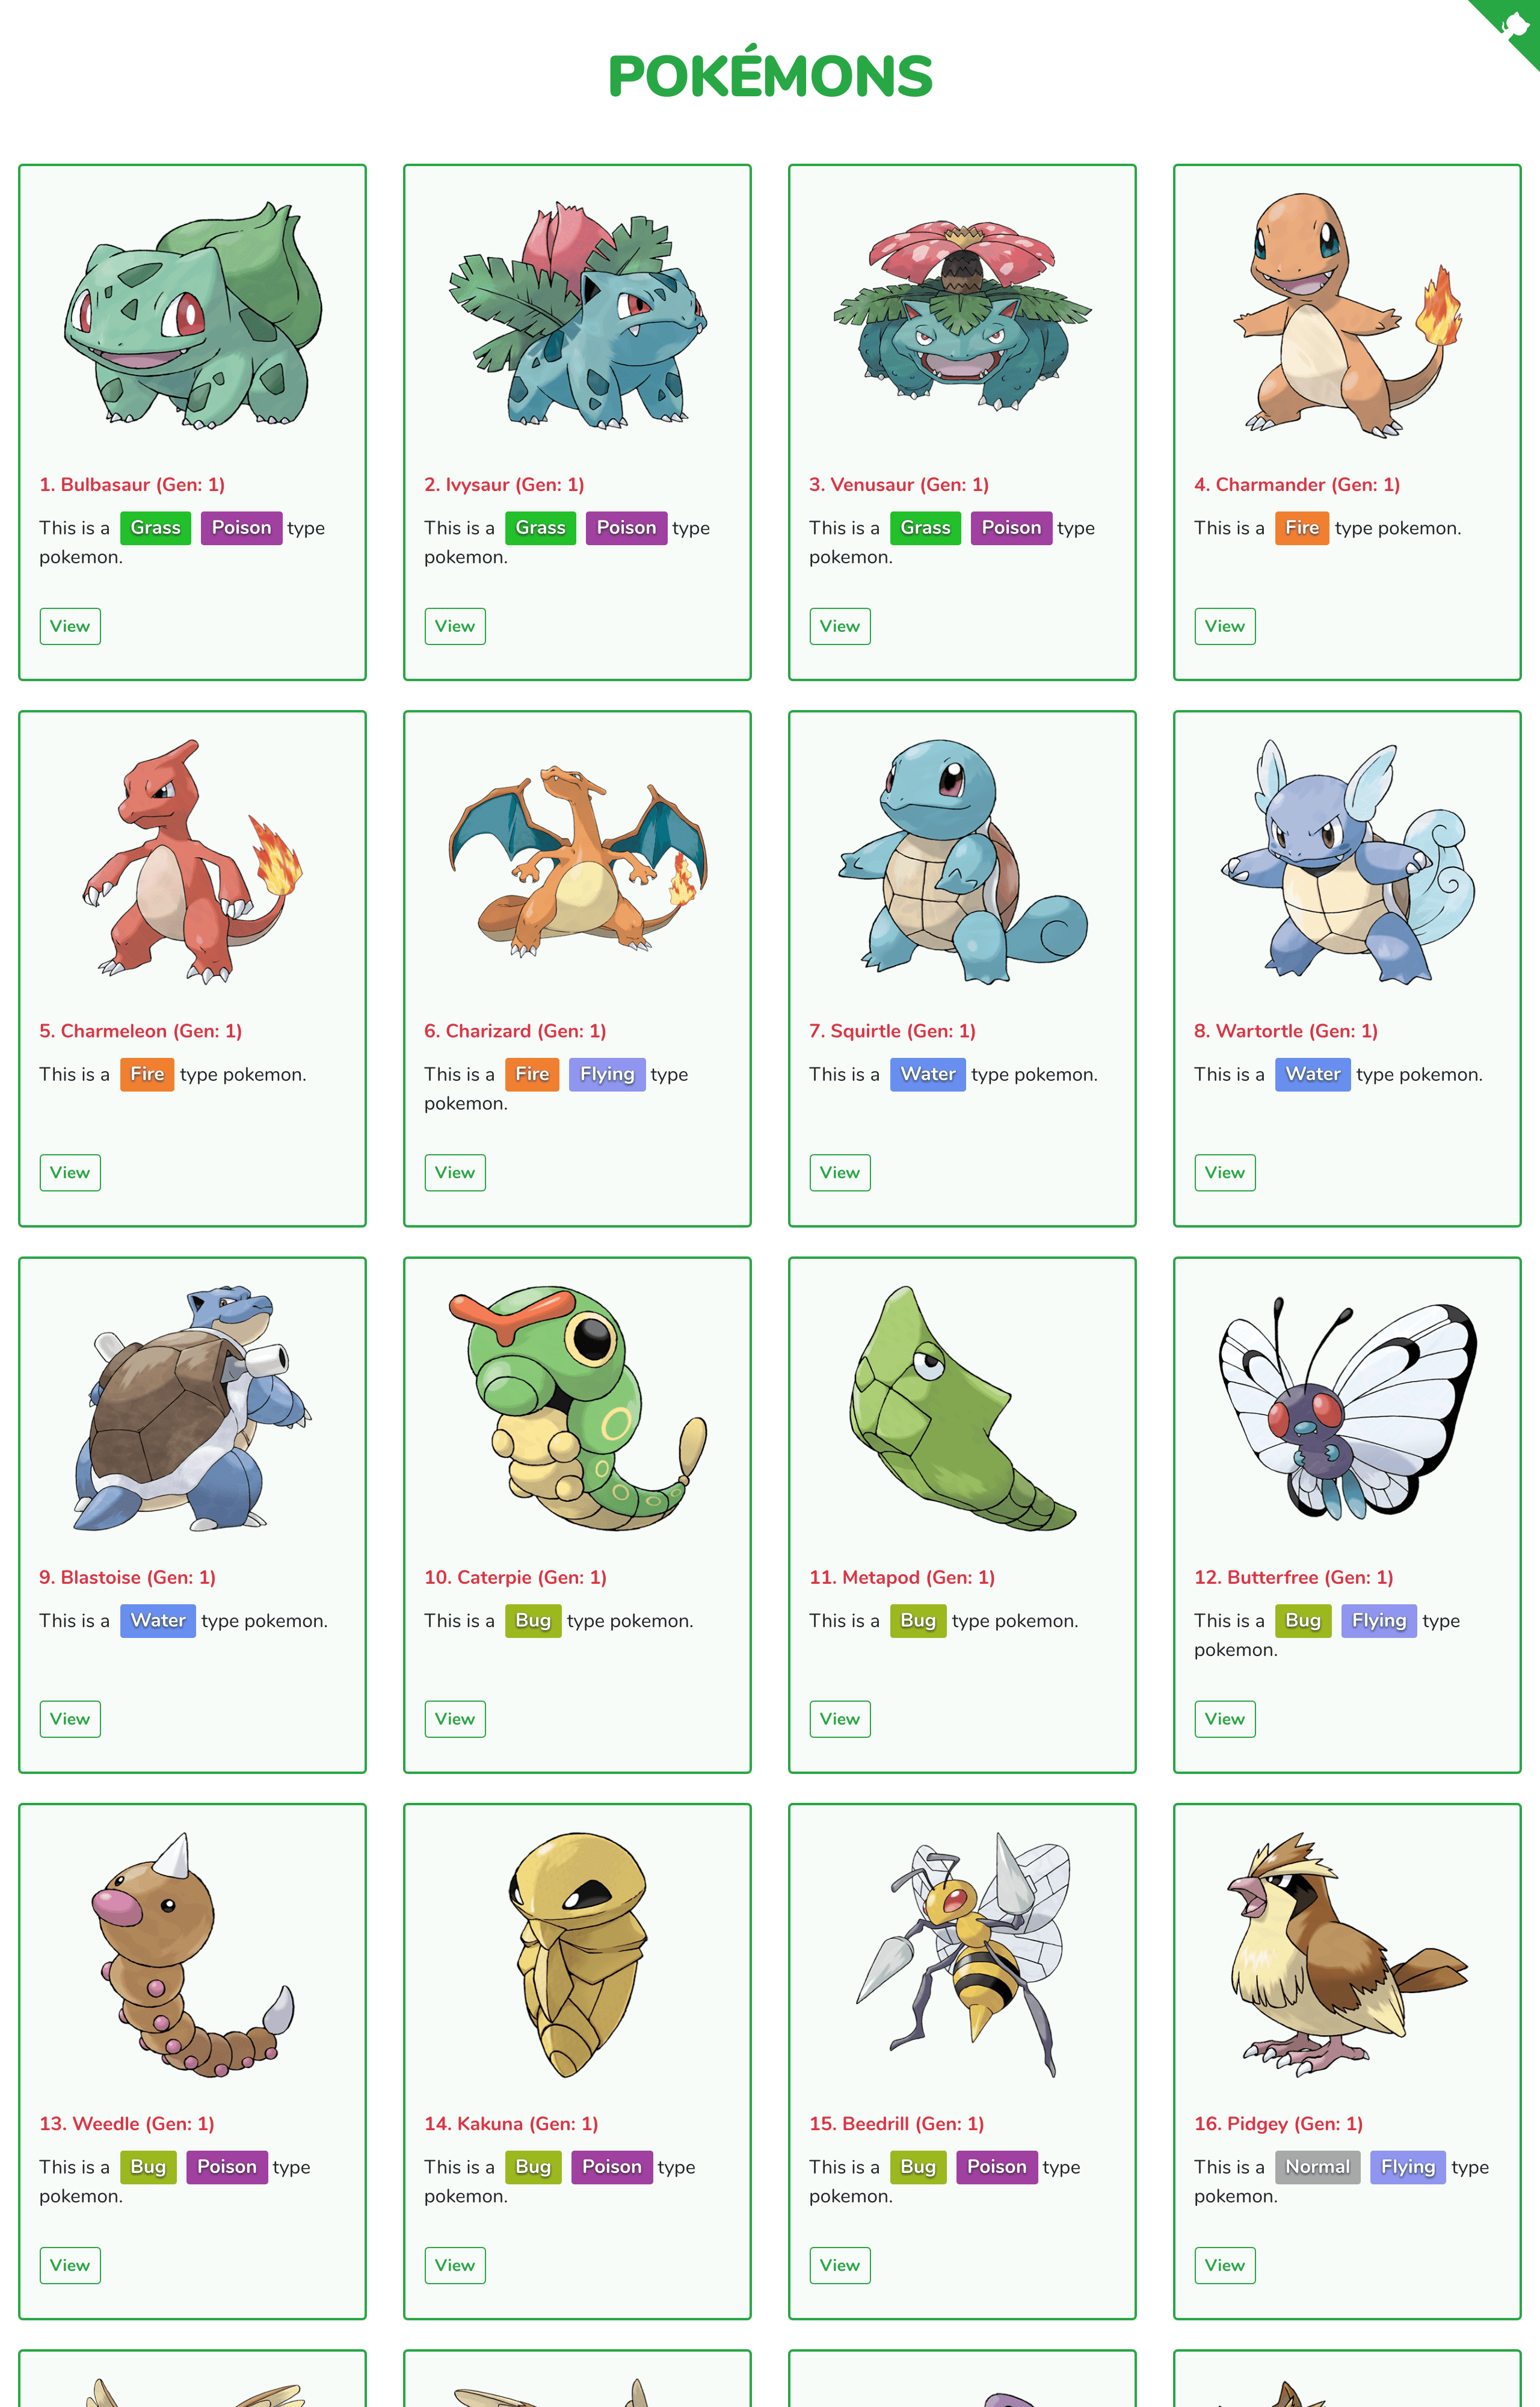 POKÉMONS
1. Bulbasaur (Gen: 1)
This is a Grass Poison type
pokemon.
View
2. Ivysaur (Gen: 1)
This is a Grass Poison type
pokemon.
View
3. Venusaur (Gen: 1)
This is a Grass Poison type
pokemon.
View
4. Charmander (Gen: 1)
This is a Fire type pokemon.
View
5. Charmeleon (Gen: 1)
This is a Fire type pokemon.
View
6. Charizard (Gen: 1)
This is a Fire Flying type
pokemon.
View
7. Squirtle (Gen: 1)
This is a Water type pokemon.
View
8. Wartortle (Gen: 1)
This is a Water type pokemon.
View
9. Blastoise (Gen: 1)
This is a Water type pokemon.
View
10. Caterpie (Gen: 1)
This is a Bug type pokemon.
View
11. Metapod (Gen: 1)
This is a Bug type pokemon.
View
12. Butterfree (Gen: 1)
This is a Bug Flying type
pokemon.
View
13. Weedle (Gen: 1)
This is a Bug Poison type
pokemon.
View
14. Kakuna (Gen: 1)
This is a Bug Poison type
pokemon.
View
15. Beedrill (Gen: 1)
This is a Bug Poison type
pokemon.
View
16. Pidgey (Gen: 1)
This is a Normal Flying type
pokemon.
View